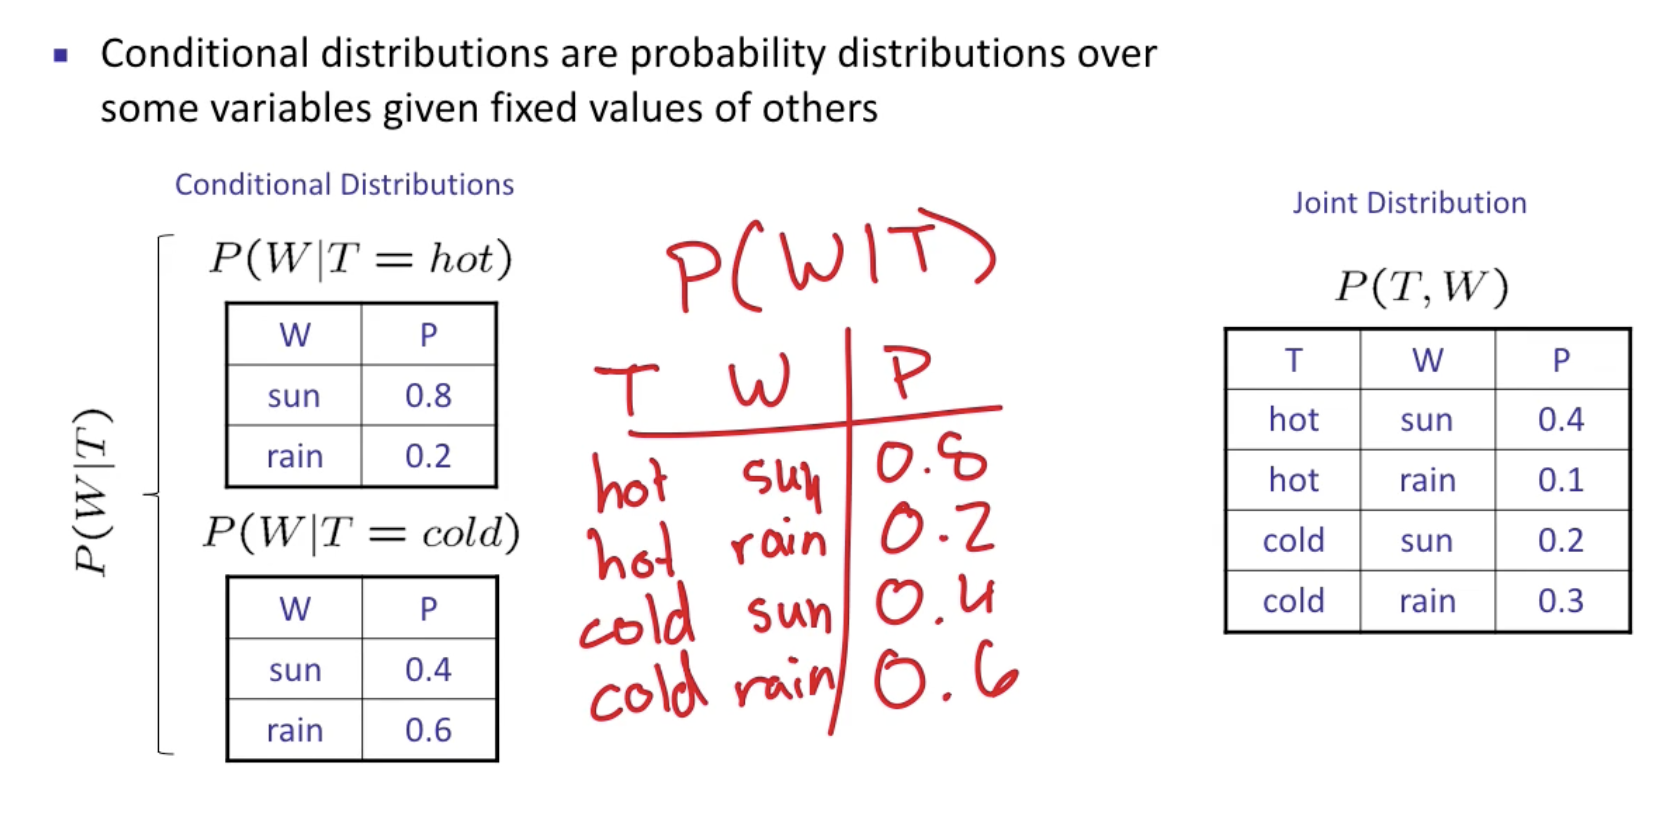 ▪ Conditional distributions are probability distributions over
some variables given fixed values of others
Conditional Distributions
P(W|T)
P(W|T = hot)
W P
sun 0.8
rain 0.2
P(W|T = cold)
W P
sun 0.4
rain 0.6
P(W|T)
T W P
hot sun 0.8
hot rain 0.2
cold sun 0.4
cold rain 0.6
Joint Distribution
P(T, W)
T W P
hot sun 0.4
hot rain 0.1
cold sun 0.2
cold rain 0.3